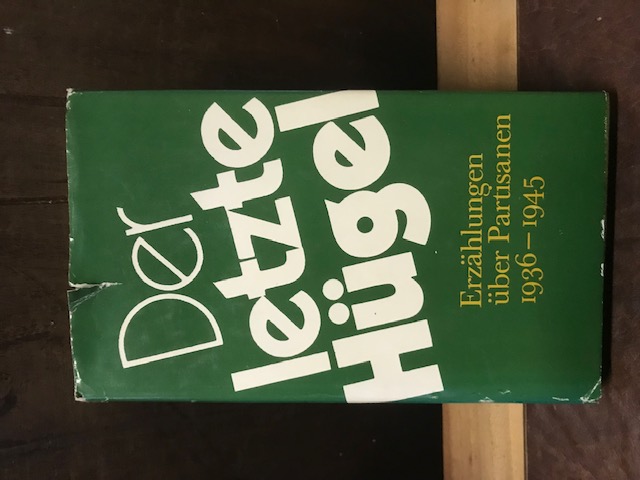 Der
letzte
Hügel
Erzählungen
über Partisanen
1936–1945